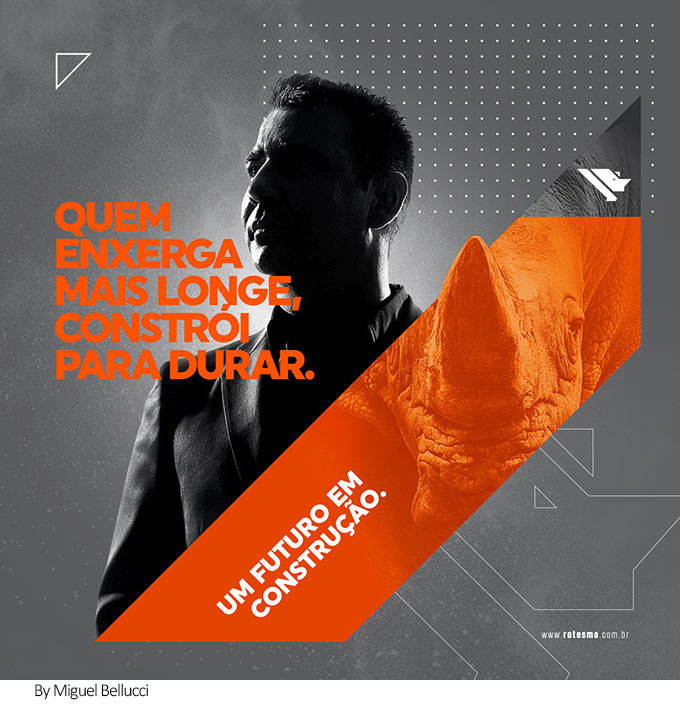 QUEM
ENXERGA
MAIS LONGE,
CONSTRÓI
PARA DURAR.
UM FUTURO EM
CONSTRUÇÃO.
www.rotesma.com.br
By Miguel Bellucci